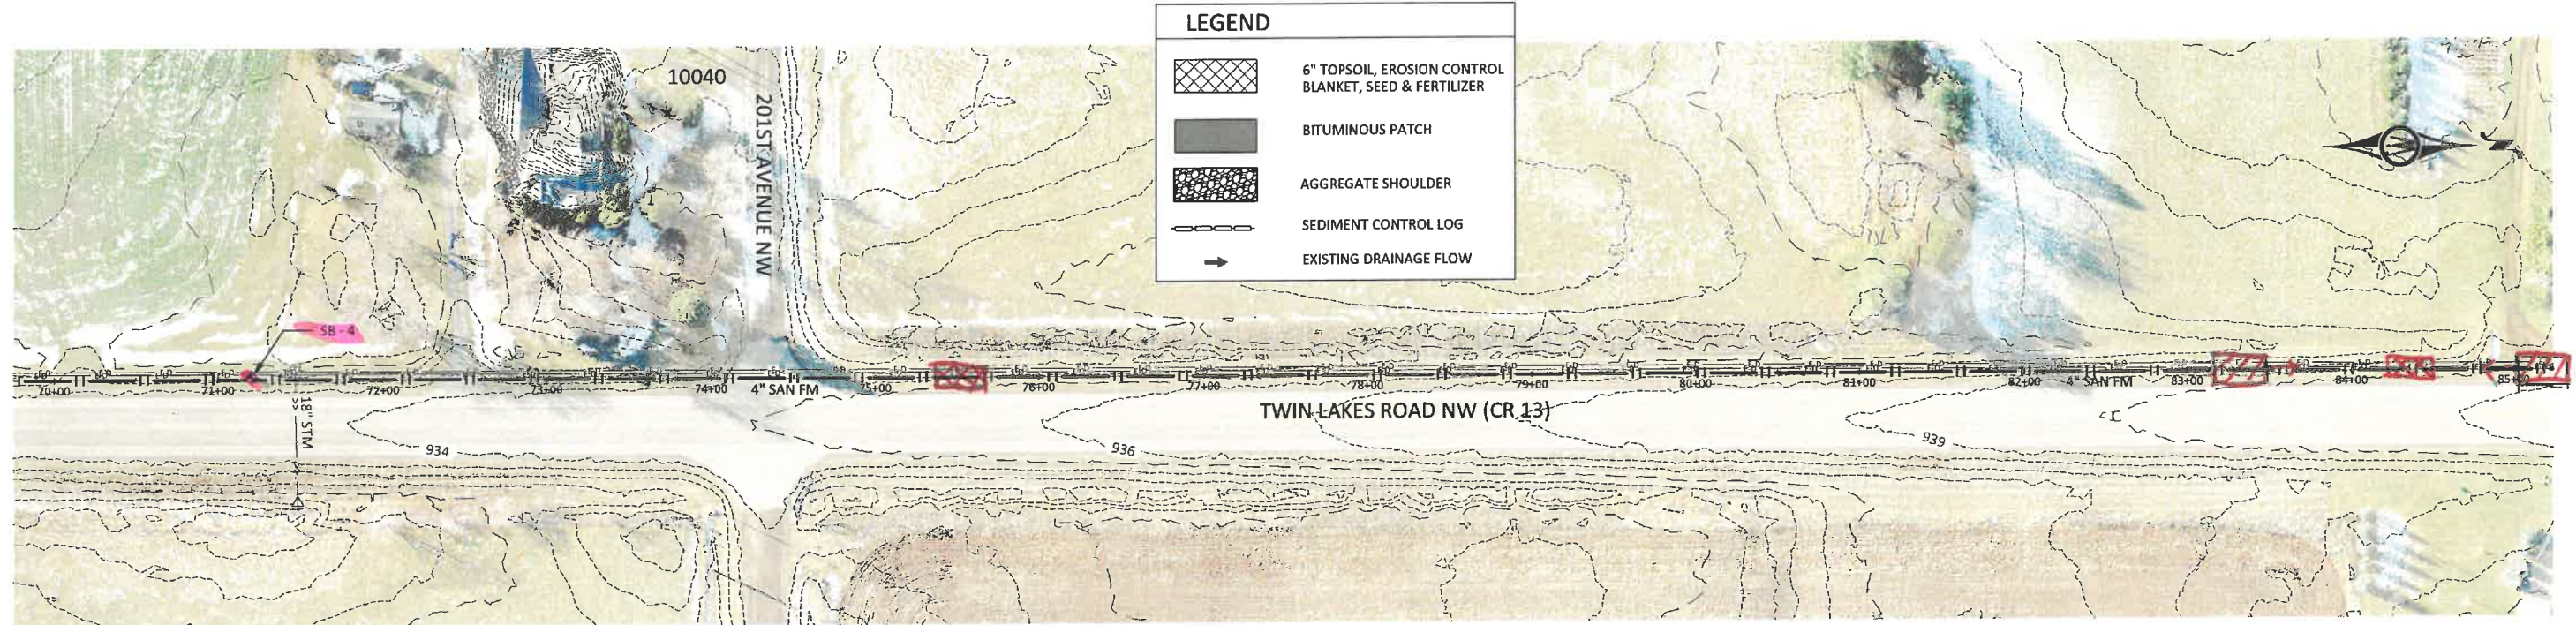 LEGEND
6" TOPSOIL, EROSION CONTROL
BLANKET, SEED & FERTILIZER
BITUMINOUS PATCH
AGGREGATE SHOULDER
SEDIMENT CONTROL LOG
EXISTING DRAINAGE FLOW
10040
201ST AVENUE NW
SB - 4
70+00
71+00
72+00
73+00
74+00
4" SAN FM
75+00
76+00
77+00
78+00
79+00
80+00
81+00
82+00
4" SAN FM
83+00
84+00
85+00
18" STM
TWIN LAKES ROAD NW (CR 13)
934
936
939